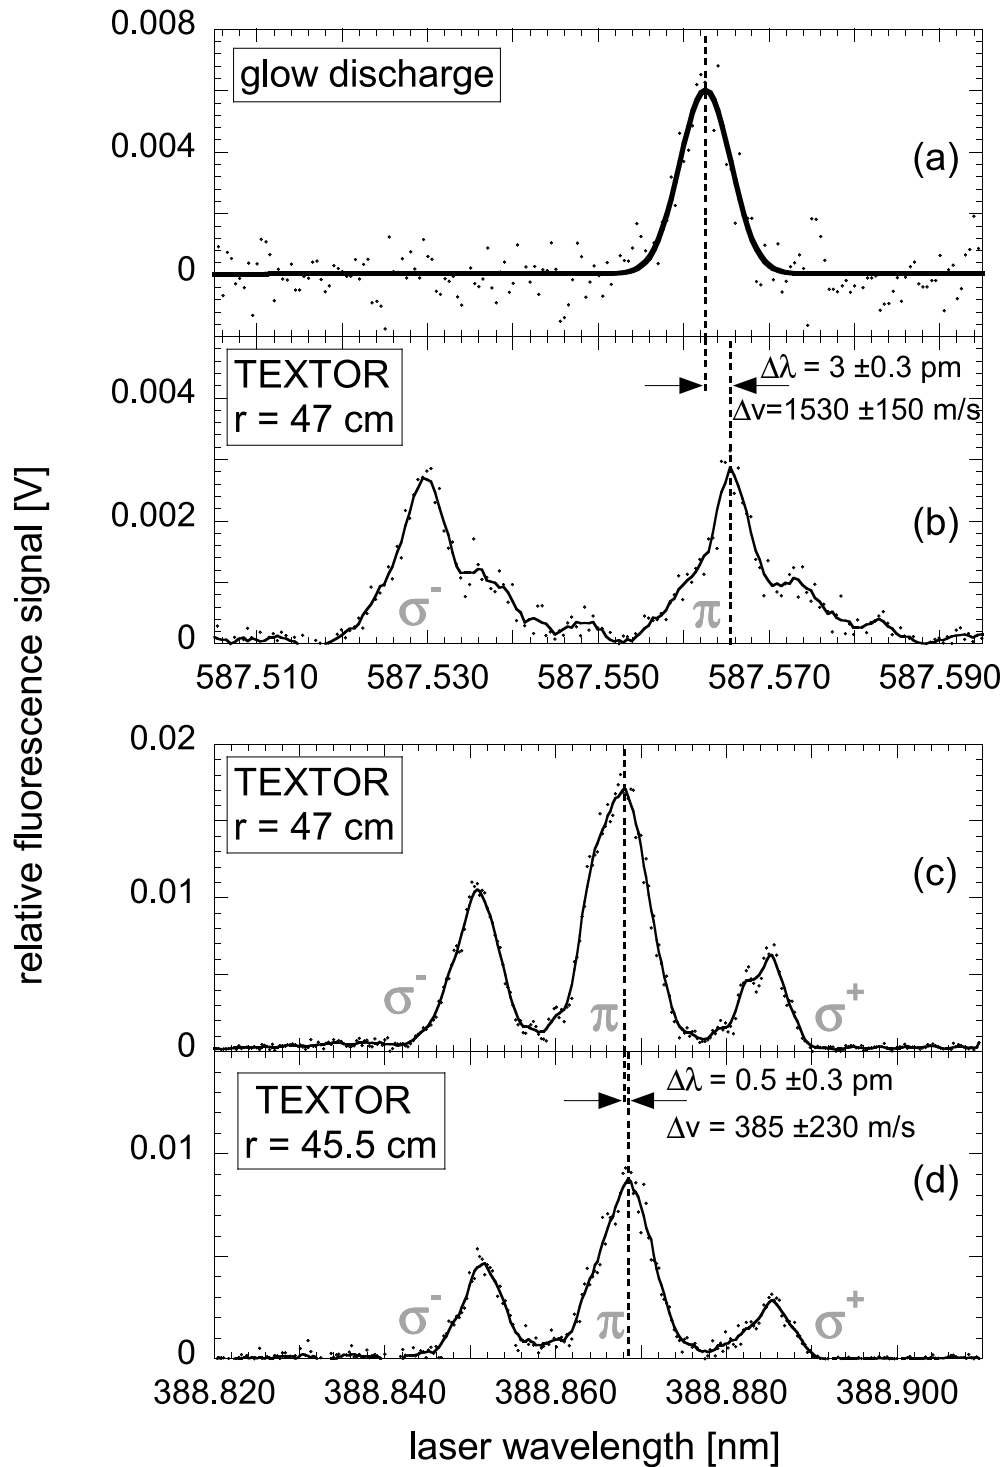 relative fluorescence signal [V]
0.008
0.004
0
glow discharge
(a)
TEXTOR
r = 47 cm
Δλ = 3 ±0.3 pm
Δv=1530 ±150 m/s
0.004
0.002
0
(b)
σ-
π
587.510 587.530 587.550 587.570 587.590
0.02
0.01
0
TEXTOR
r = 47 cm
(c)
σ-
π
σ+
TEXTOR
r = 45.5 cm
Δλ = 0.5 ±0.3 pm
Δv = 385 ±230 m/s
0.01
0
(d)
σ-
π
σ+
388.820 388.840 388.860 388.880 388.900
laser wavelength [nm]